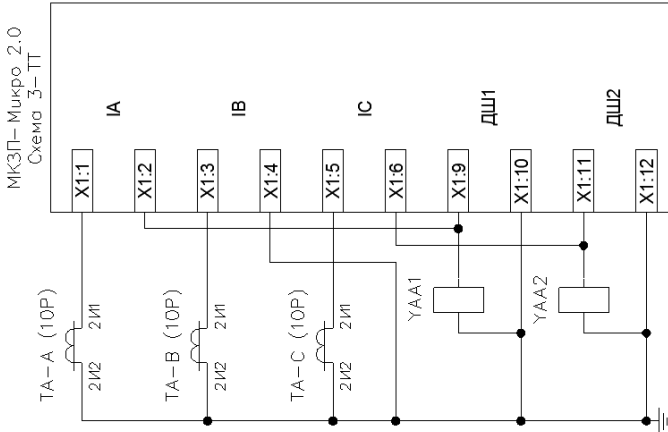 МКЗП-Микро 2.0
Схема 3-ТТ
IA
IB
IC
ДШ1
ДШ2
X1:1
X1:2
X1:3
X1:4
X1:5
X1:6
X1:9
X1:10
X1:11
X1:12
TA-A (10P)
2И1
2И2
TA-B (10P)
2И1
2И2
TA-C (10P)
2И1
2И2
YAA1
YAA2